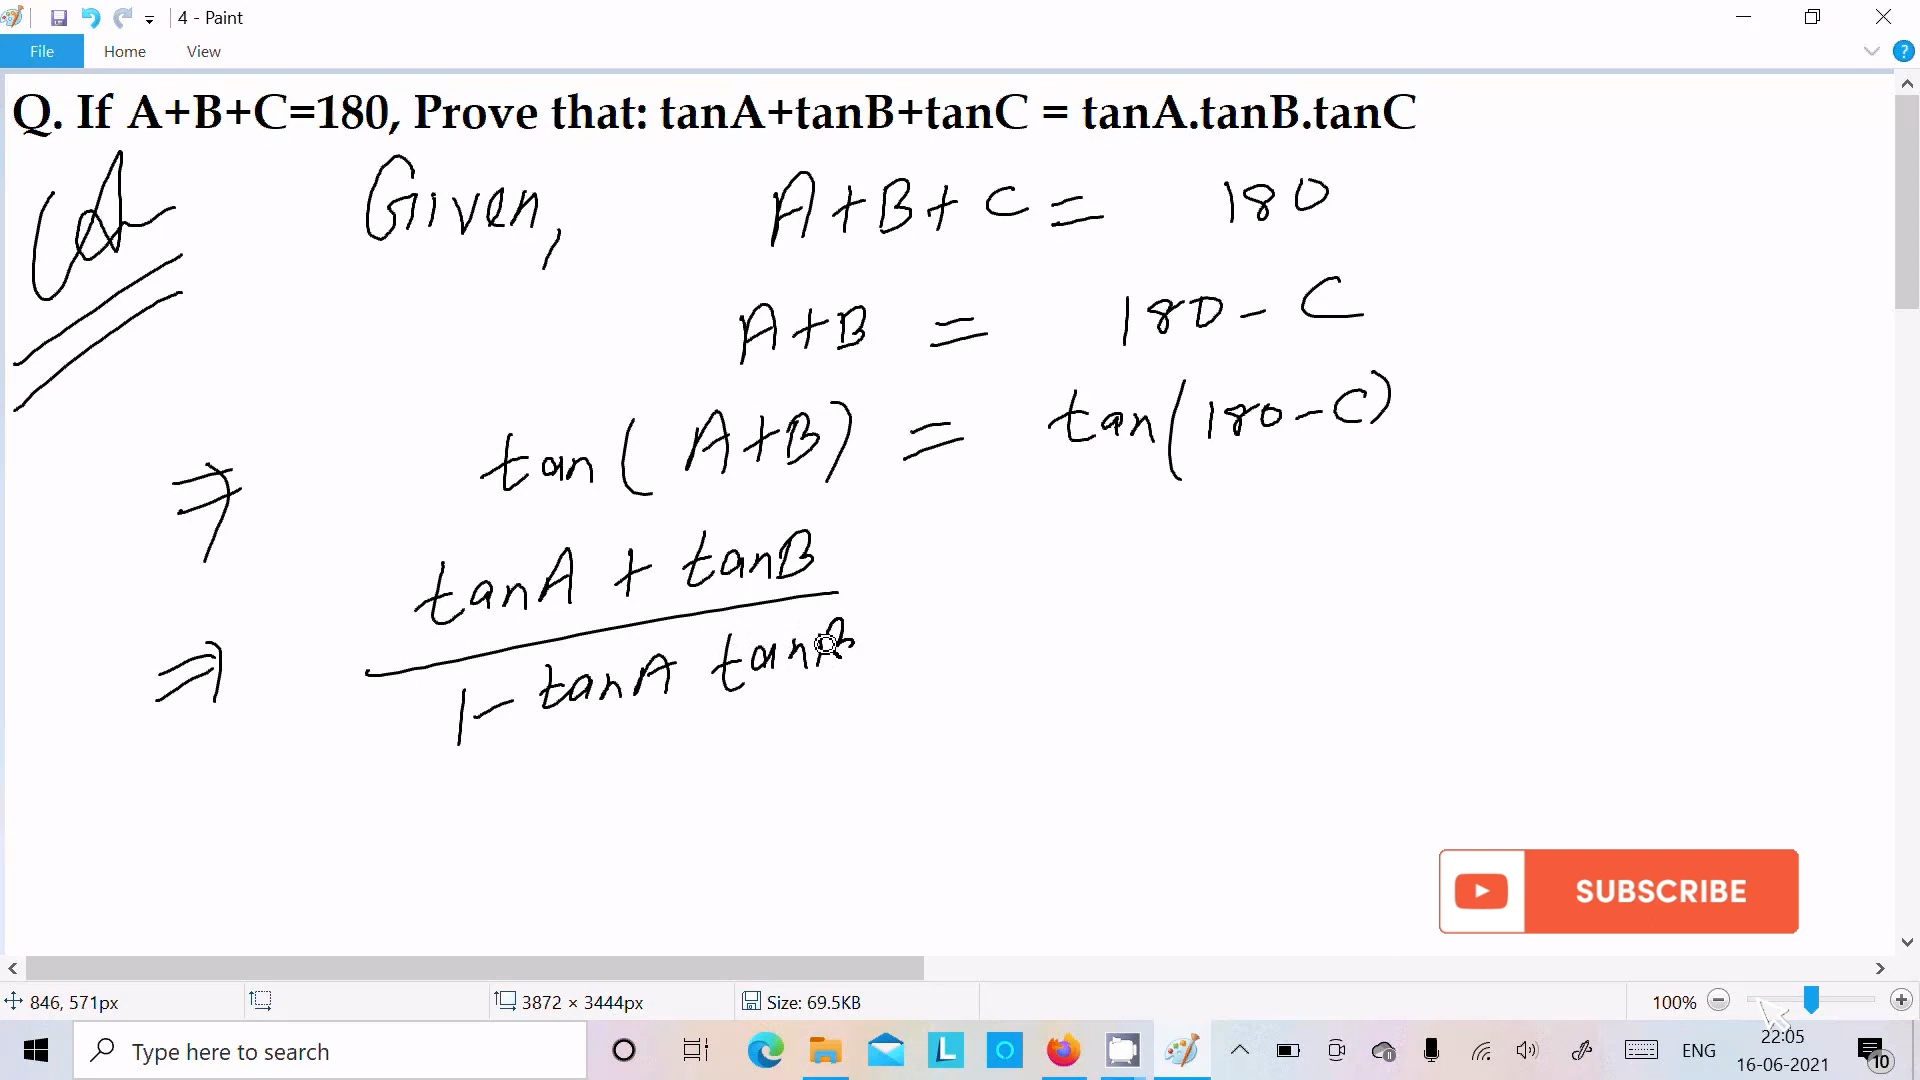 4 - Paint
File Home View
Q. If A+B+C=180, Prove that: tanA+tanB+tanC = tanA.tanB.tanC
Given, A+B+C = 180
A+B = 180-C
⇒ tan(A+B) = tan(180-C)
tanA + tanB
⇒
1-tanA tanB
SUBSCRIBE
846, 571px 3872 × 3444px Size: 69.5KB 100%
Type here to search ENG 22:05
16-06-2021 10